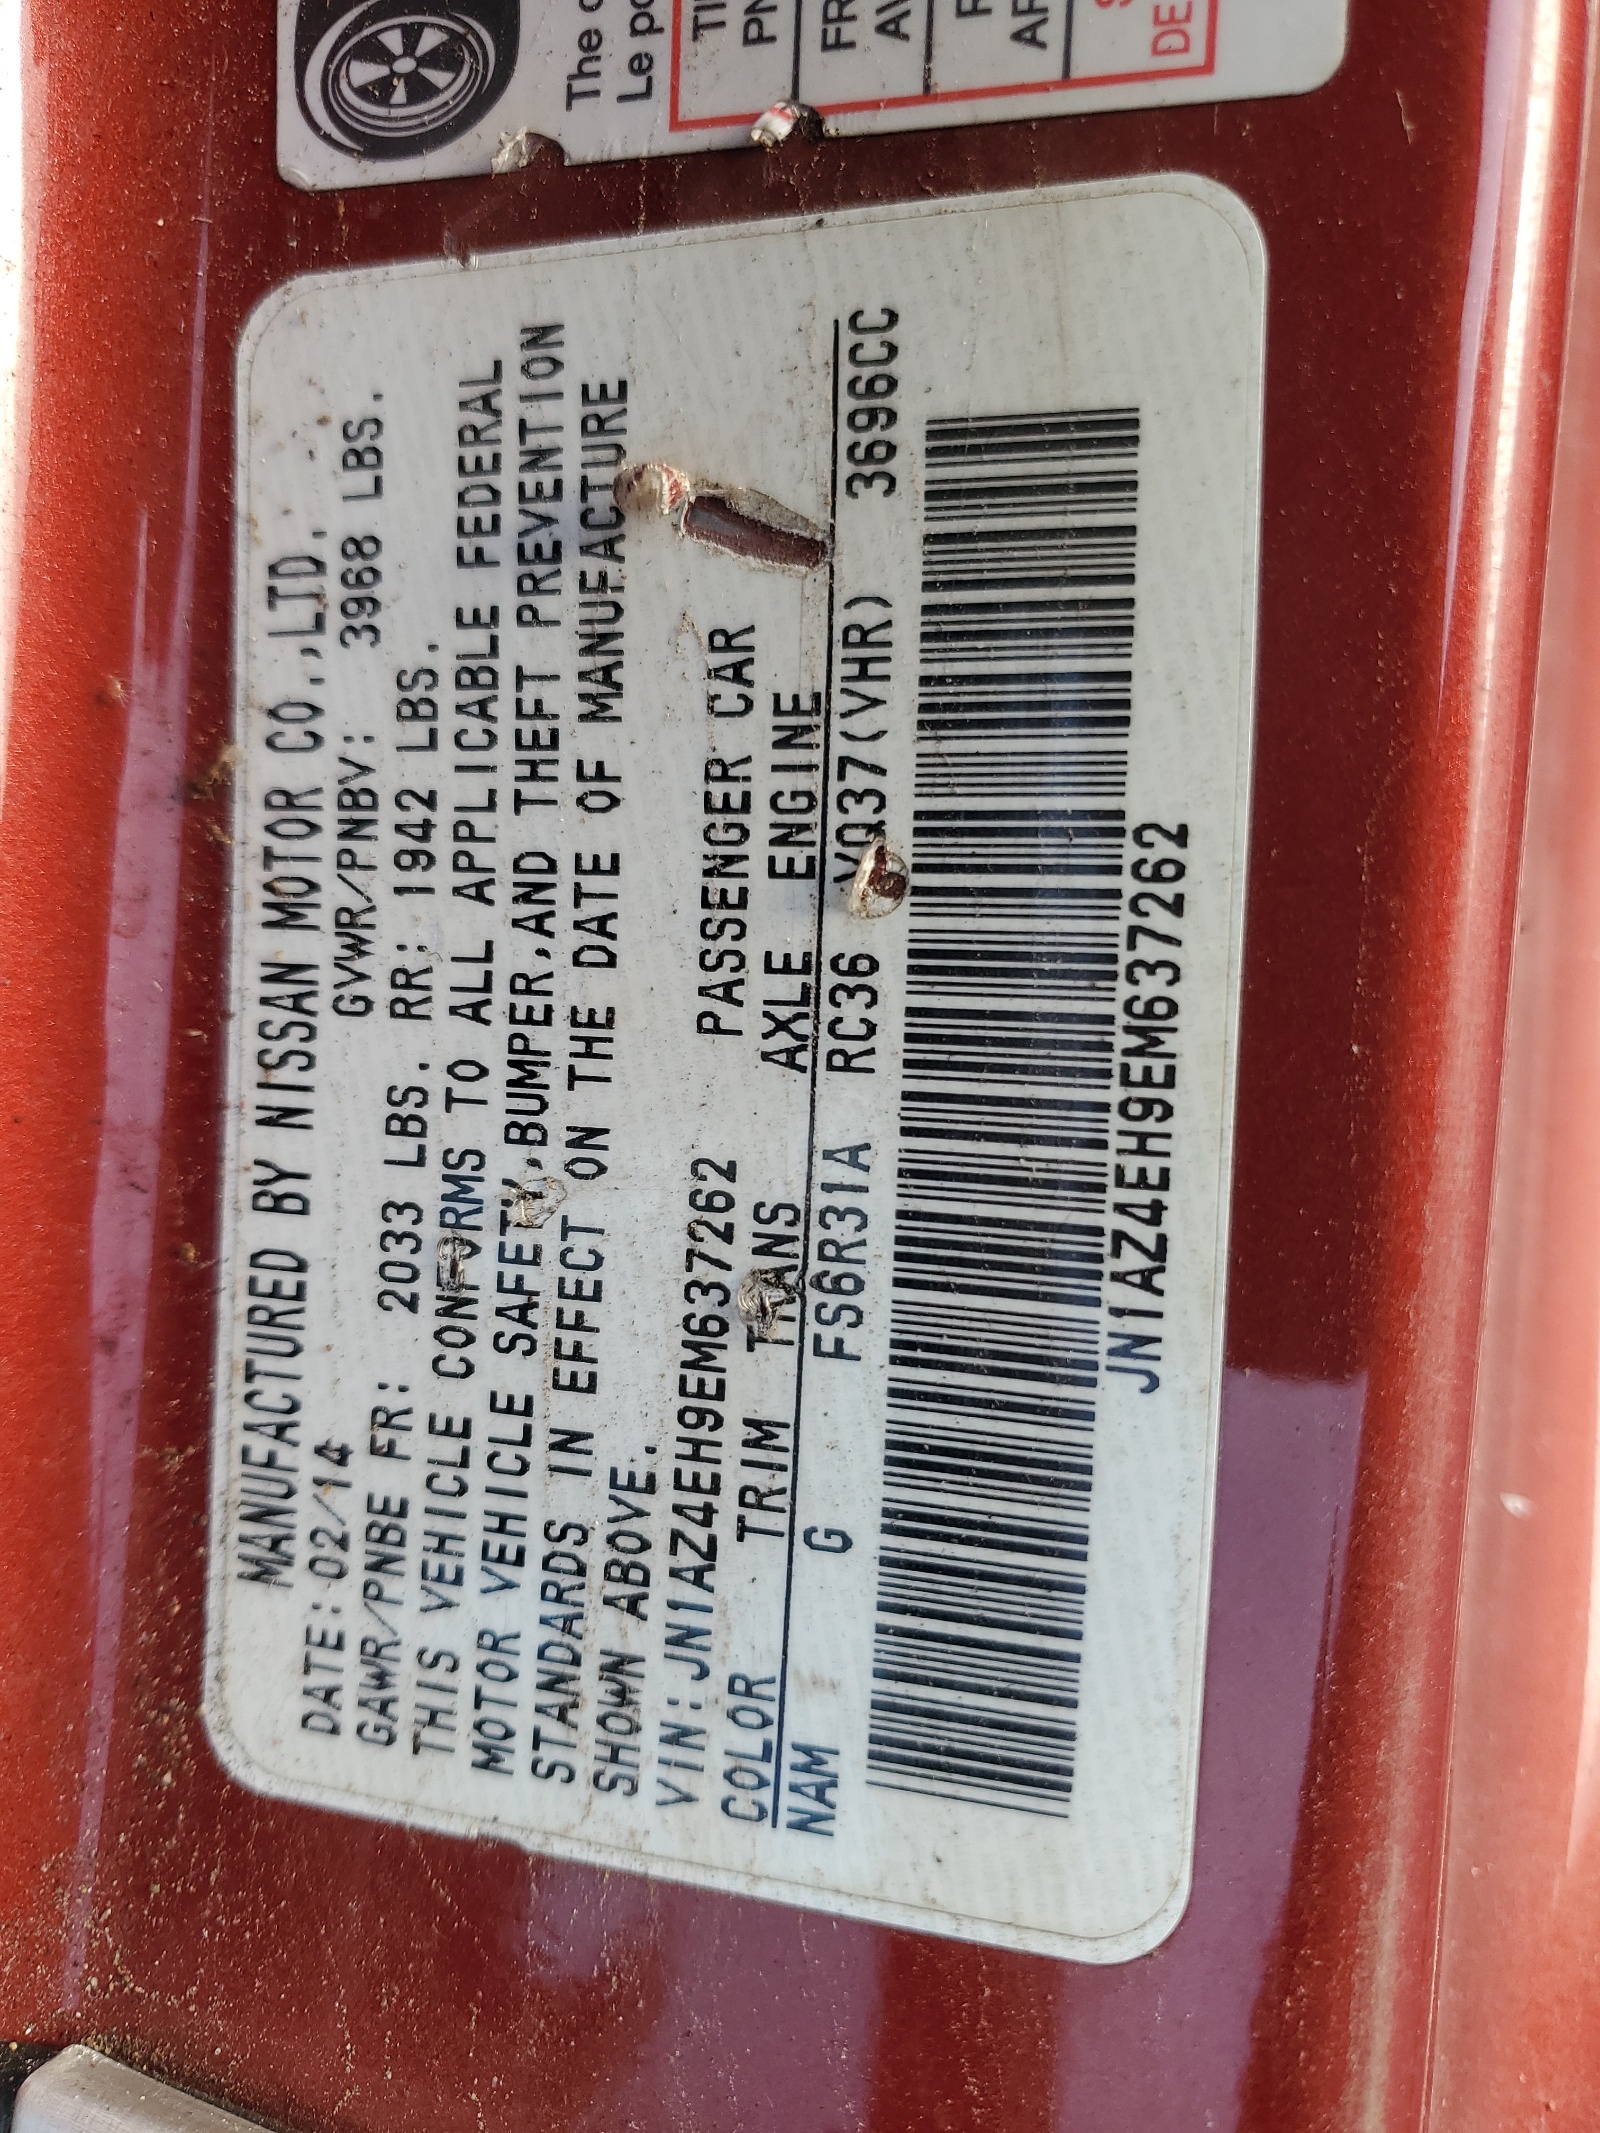 MANUFACTURED BY NISSAN MOTOR CO.,LTD.
DATE:02/14 GVWR/PNBV: 3968 LBS.
GAWR/PNBE FR: 2033 LBS. RR: 1942 LBS.
THIS VEHICLE CONFORMS TO ALL APPLICABLE FEDERAL
MOTOR VEHICLE SAFETY,BUMPER,AND THEFT PREVENTION
STANDARDS IN EFFECT ON THE DATE OF MANUFACTURE
SHOWN ABOVE.
VIN:JN1AZ4EH9EM637262 PASSENGER CAR
COLOR TRIM TRANS AXLE ENGINE
NAM G FS6R31A RC36 VQ37(VHR) 3696CC
JN1AZ4EH9EM637262
The
Le